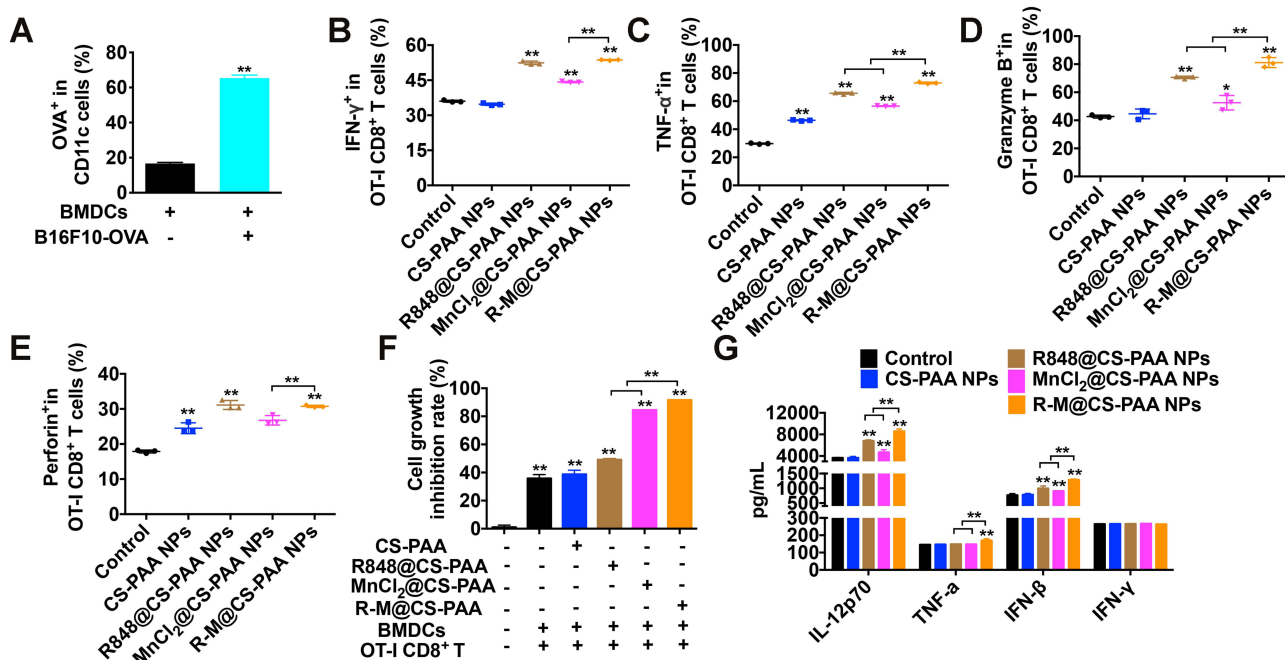 A
OVA⁺ in
CD11c cells (%)
80
60
40
20
0
**
BMDCs + +
B16F10-OVA - +
B
IFN-γ⁺ in
OT-I CD8⁺ T cells (%)
60
45
30
15
0
**
**
**
**
Control
CS-PAA NPs
R848@CS-PAA NPs
MnCl₂@CS-PAA NPs
R-M@CS-PAA NPs
C
TNF-α⁺in
OT-I CD8⁺ T cells (%)
100
80
60
40
20
0
**
**
**
**
**
**
Control
CS-PAA NPs
R848@CS-PAA NPs
MnCl₂@CS-PAA NPs
R-M@CS-PAA NPs
D
Granzyme B⁺in
OT-I CD8⁺ T cells (%)
100
80
60
40
20
0
**
**
**
*
**
Control
CS-PAA NPs
R848@CS-PAA NPs
MnCl₂@CS-PAA NPs
R-M@CS-PAA NPs
E
Perforin⁺in
OT-I CD8⁺ T cells (%)
40
30
20
10
0
**
**
**
**
Control
CS-PAA NPs
R848@CS-PAA NPs
MnCl₂@CS-PAA NPs
R-M@CS-PAA NPs
F
Cell growth
inhibition rate (%)
100
80
60
40
20
0
**
**
**
**
**
**
CS-PAA - - + - - -
R848@CS-PAA - - - + - -
MnCl₂@CS-PAA - - - - + -
R-M@CS-PAA - - - - - +
BMDCs - + + + + +
OT-I CD8⁺ T - + + + + +
G
Control
CS-PAA NPs
R848@CS-PAA NPs
MnCl₂@CS-PAA NPs
R-M@CS-PAA NPs
pg/mL
12000
8000
4000
1500
1000
500
300
200
100
0
**
**
**
**
**
**
**
**
**
**
IL-12p70
TNF-a
IFN-β
IFN-γ